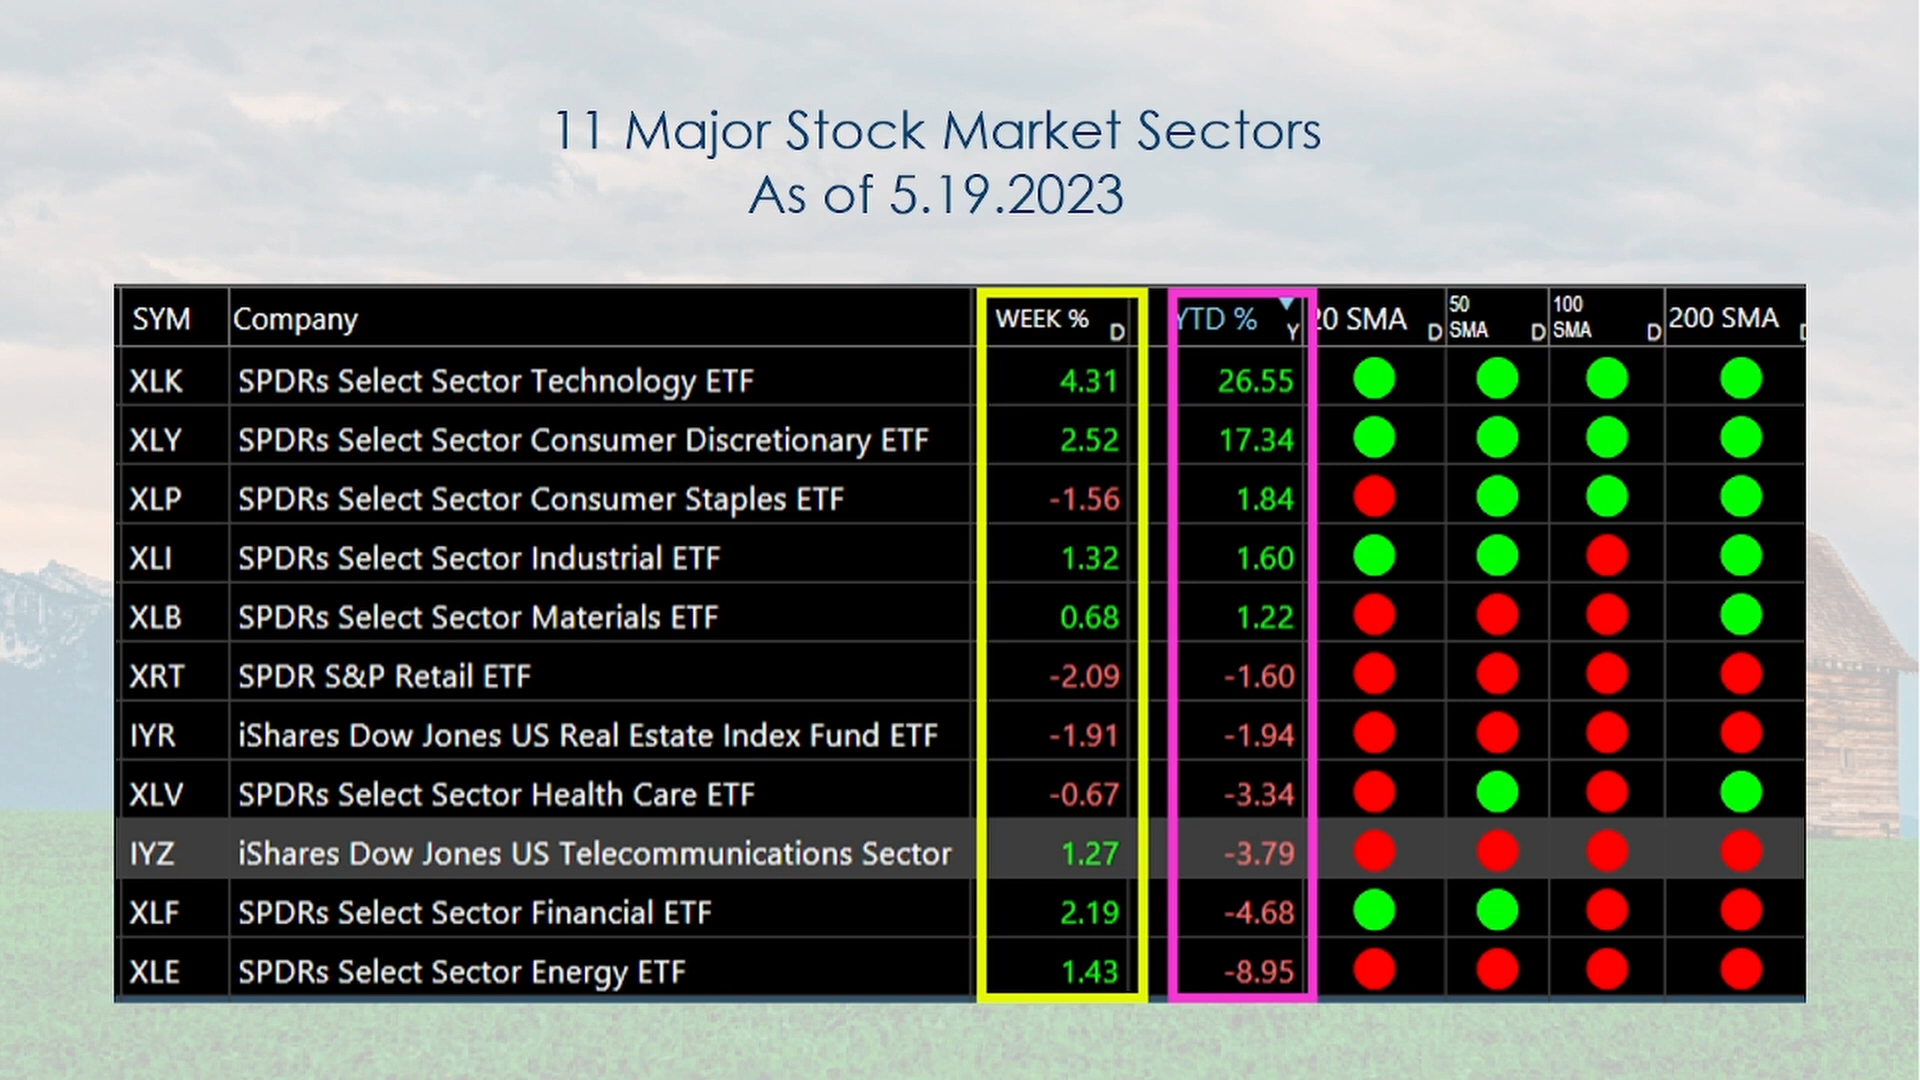 11 Major Stock Market Sectors
As of 5.19.2023
SYM Company WEEK % D YTD % Y 20 SMA D 50 SMA D 100 SMA D 200 SMA D
XLK SPDRs Select Sector Technology ETF 4.31 26.55
XLY SPDRs Select Sector Consumer Discretionary ETF 2.52 17.34
XLP SPDRs Select Sector Consumer Staples ETF -1.56 1.84
XLI SPDRs Select Sector Industrial ETF 1.32 1.60
XLB SPDRs Select Sector Materials ETF 0.68 1.22
XRT SPDR S&P Retail ETF -2.09 -1.60
IYR iShares Dow Jones US Real Estate Index Fund ETF -1.91 -1.94
XLV SPDRs Select Sector Health Care ETF -0.67 -3.34
IYZ iShares Dow Jones US Telecommunications Sector 1.27 -3.79
XLF SPDRs Select Sector Financial ETF 2.19 -4.68
XLE SPDRs Select Sector Energy ETF 1.43 -8.95